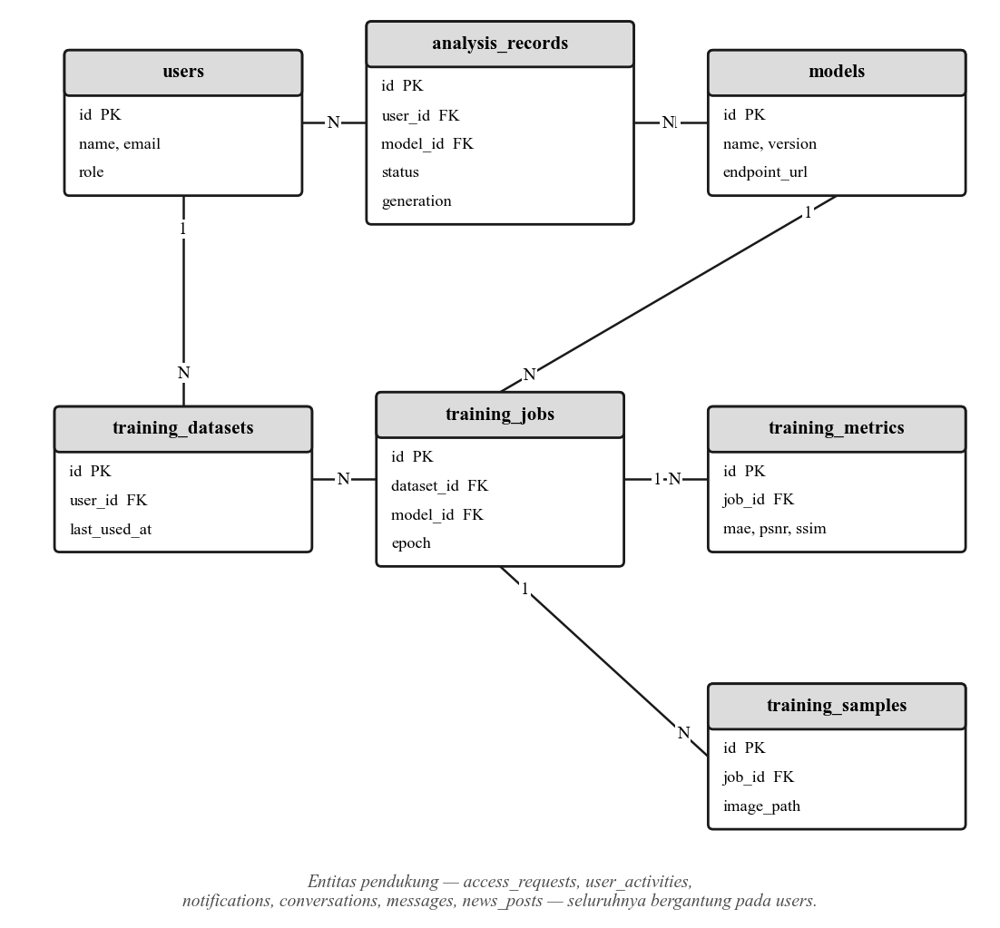 users
id PK
name, email
role
N
analysis_records
id PK
user_id FK
model_id FK
status
generation
N
models
id PK
name, version
endpoint_url
1
N
1
N
training_datasets
id PK
user_id FK
last_used_at
N
training_jobs
id PK
dataset_id FK
model_id FK
epoch
1
N
training_metrics
id PK
job_id FK
mae, psnr, ssim
1
N
training_samples
id PK
job_id FK
image_path
Entitas pendukung — access_requests, user_activities,
notifications, conversations, messages, news_posts — seluruhnya bergantung pada users.